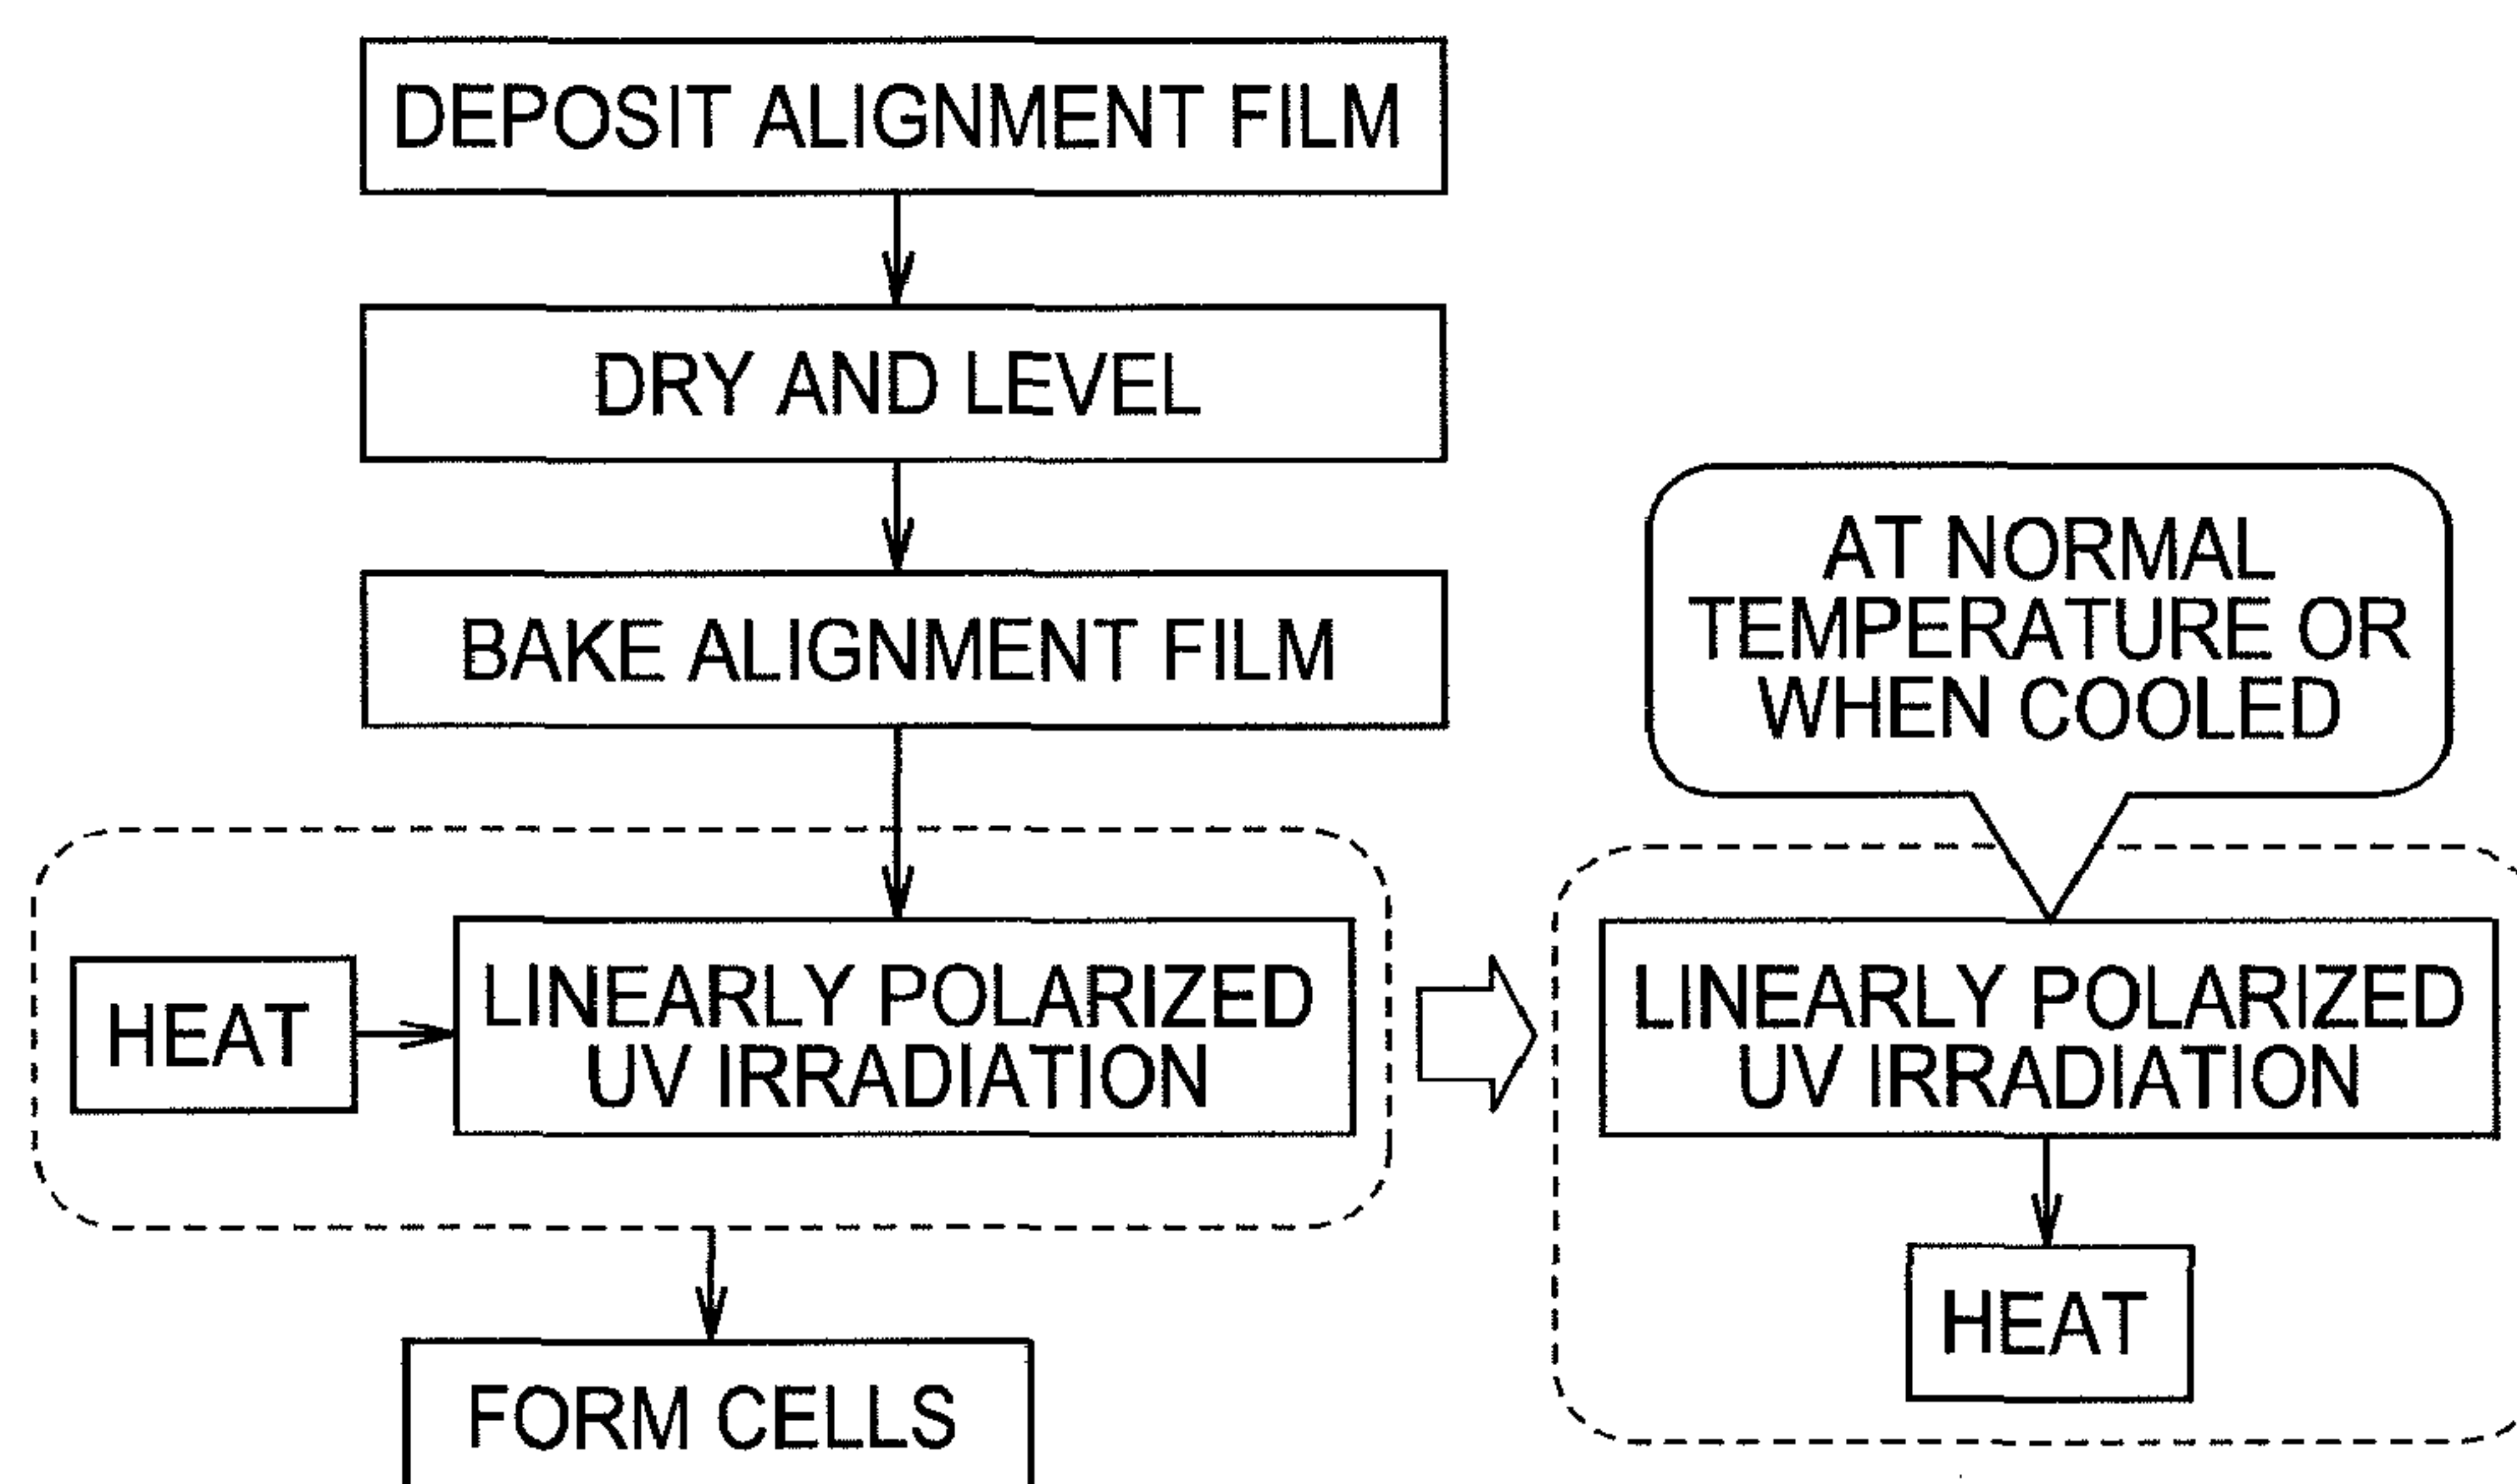 DEPOSIT ALIGNMENT FILM
DRY AND LEVEL
BAKE ALIGNMENT FILM
HEAT
LINEARLY POLARIZED
UV IRRADIATION
FORM CELLS
AT NORMAL
TEMPERATURE OR
WHEN COOLED
LINEARLY POLARIZED
UV IRRADIATION
HEAT